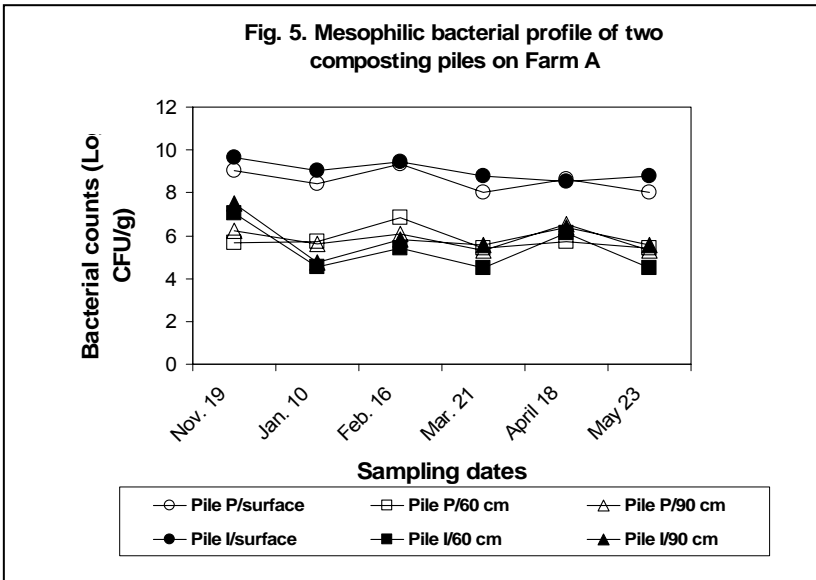 Fig. 5. Mesophilic bacterial profile of two
composting piles on Farm A
Bacterial counts (Lo
CFU/g)
12
10
8
6
4
2
0
Nov. 19
Jan. 10
Feb. 16
Mar. 21
April 18
May 23
Sampling dates
Pile P/surface
Pile P/60 cm
Pile P/90 cm
Pile I/surface
Pile I/60 cm
Pile I/90 cm